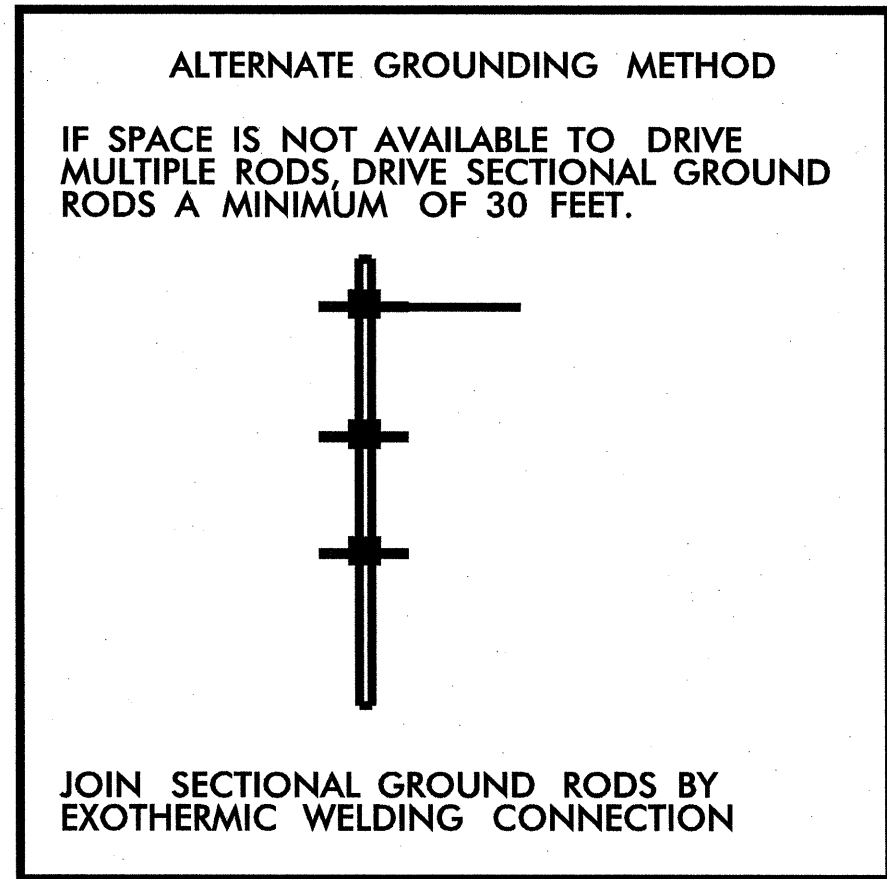 ALTERNATE GROUNDING METHOD
IF SPACE IS NOT AVAILABLE TO DRIVE
MULTIPLE RODS, DRIVE SECTIONAL GROUND
RODS A MINIMUM OF 30 FEET.
JOIN SECTIONAL GROUND RODS BY
EXOTHERMIC WELDING CONNECTION